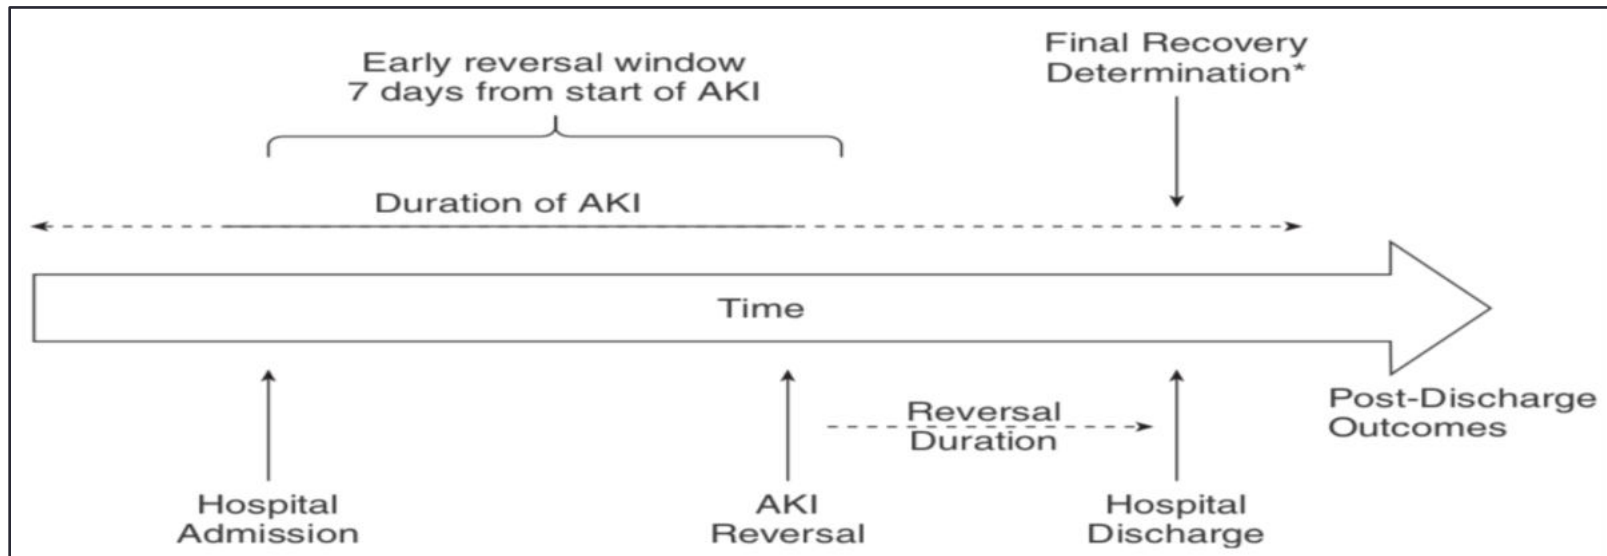 Early reversal window
7 days from start of AKI
Final Recovery
Determination*
Duration of AKI
Time
Reversal
Duration
Post-Discharge
Outcomes
Hospital
Admission
AKI
Reversal
Hospital
Discharge